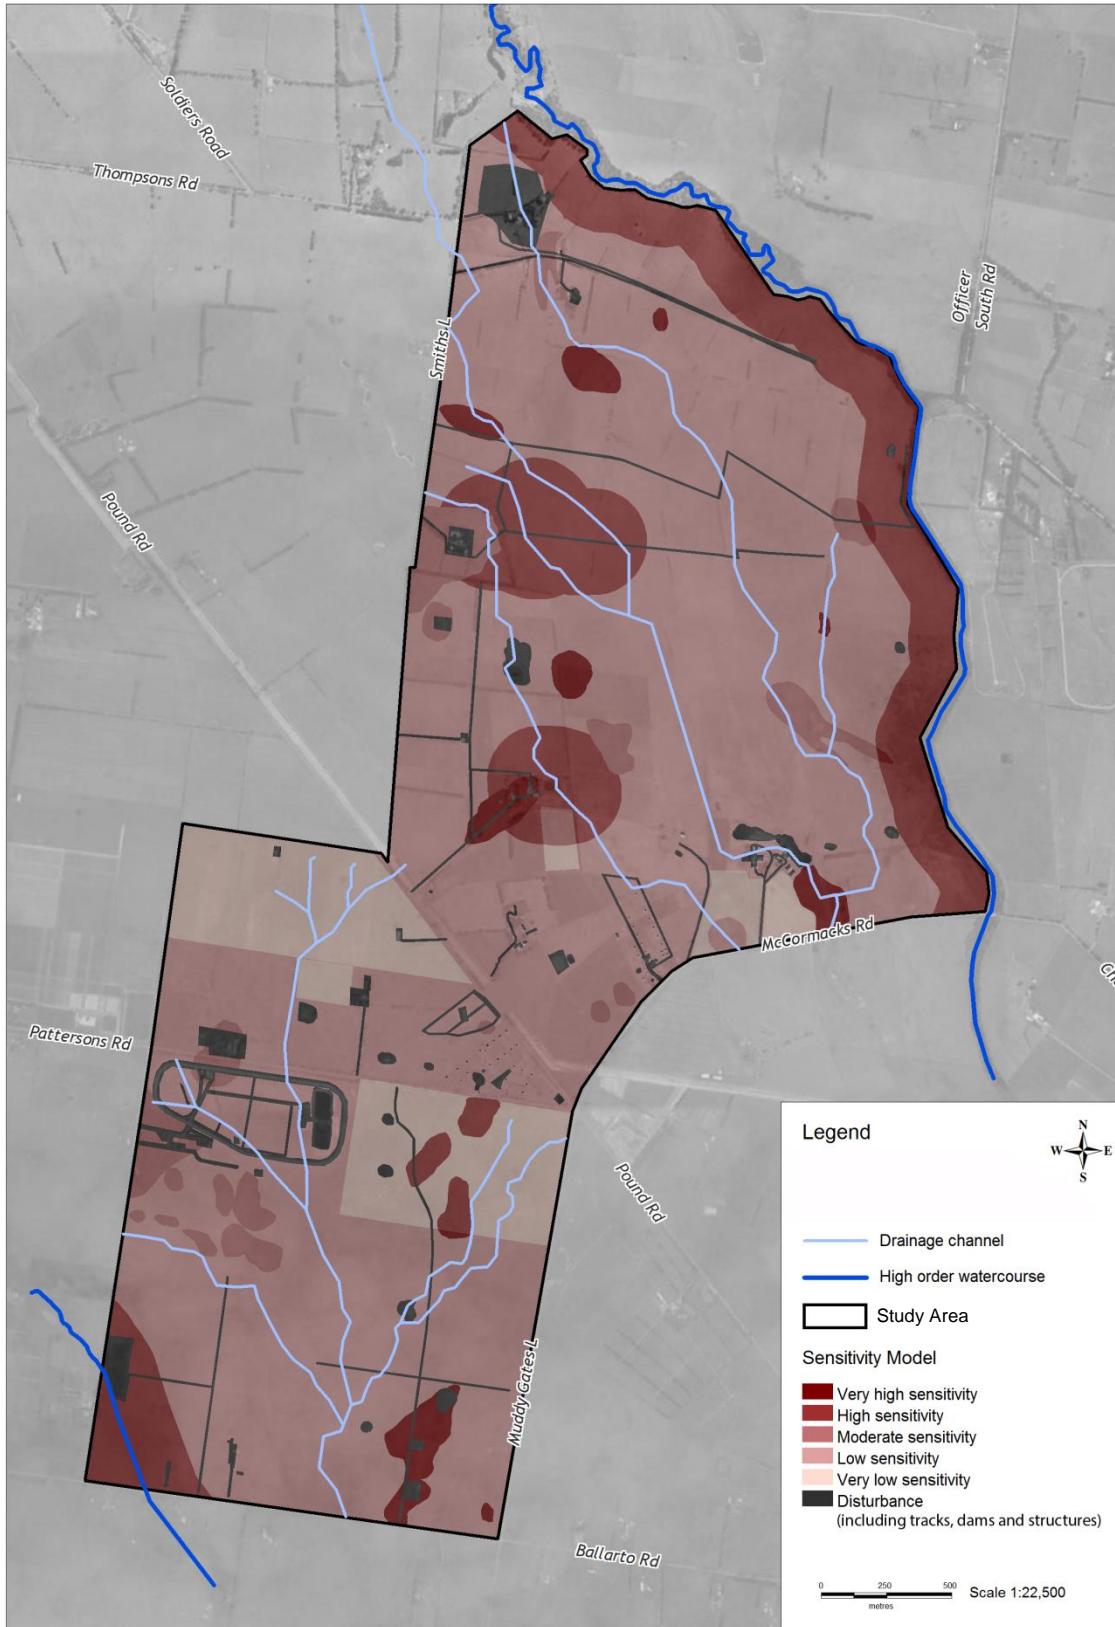 Soldiers Road
Thompsons Rd
Smiths L
Officer
South Rd
Pound Rd
McCormacks Rd
Pattersons Rd
Pound Rd
Muddy Gates L
Ballarto Rd
Legend
N
W E
S
Drainage channel
High order watercourse
Study Area
Sensitivity Model
Very high sensitivity
High sensitivity
Moderate sensitivity
Low sensitivity
Very low sensitivity
Disturbance
(including tracks, dams and structures)
0 250 500
metres
Scale 1:22,500